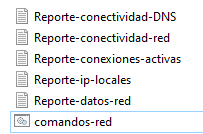 Reporte-conectividad-DNS
Reporte-conectividad-red
Reporte-conexiones-activas
Reporte-ip-locales
Reporte-datos-red
comandos-red